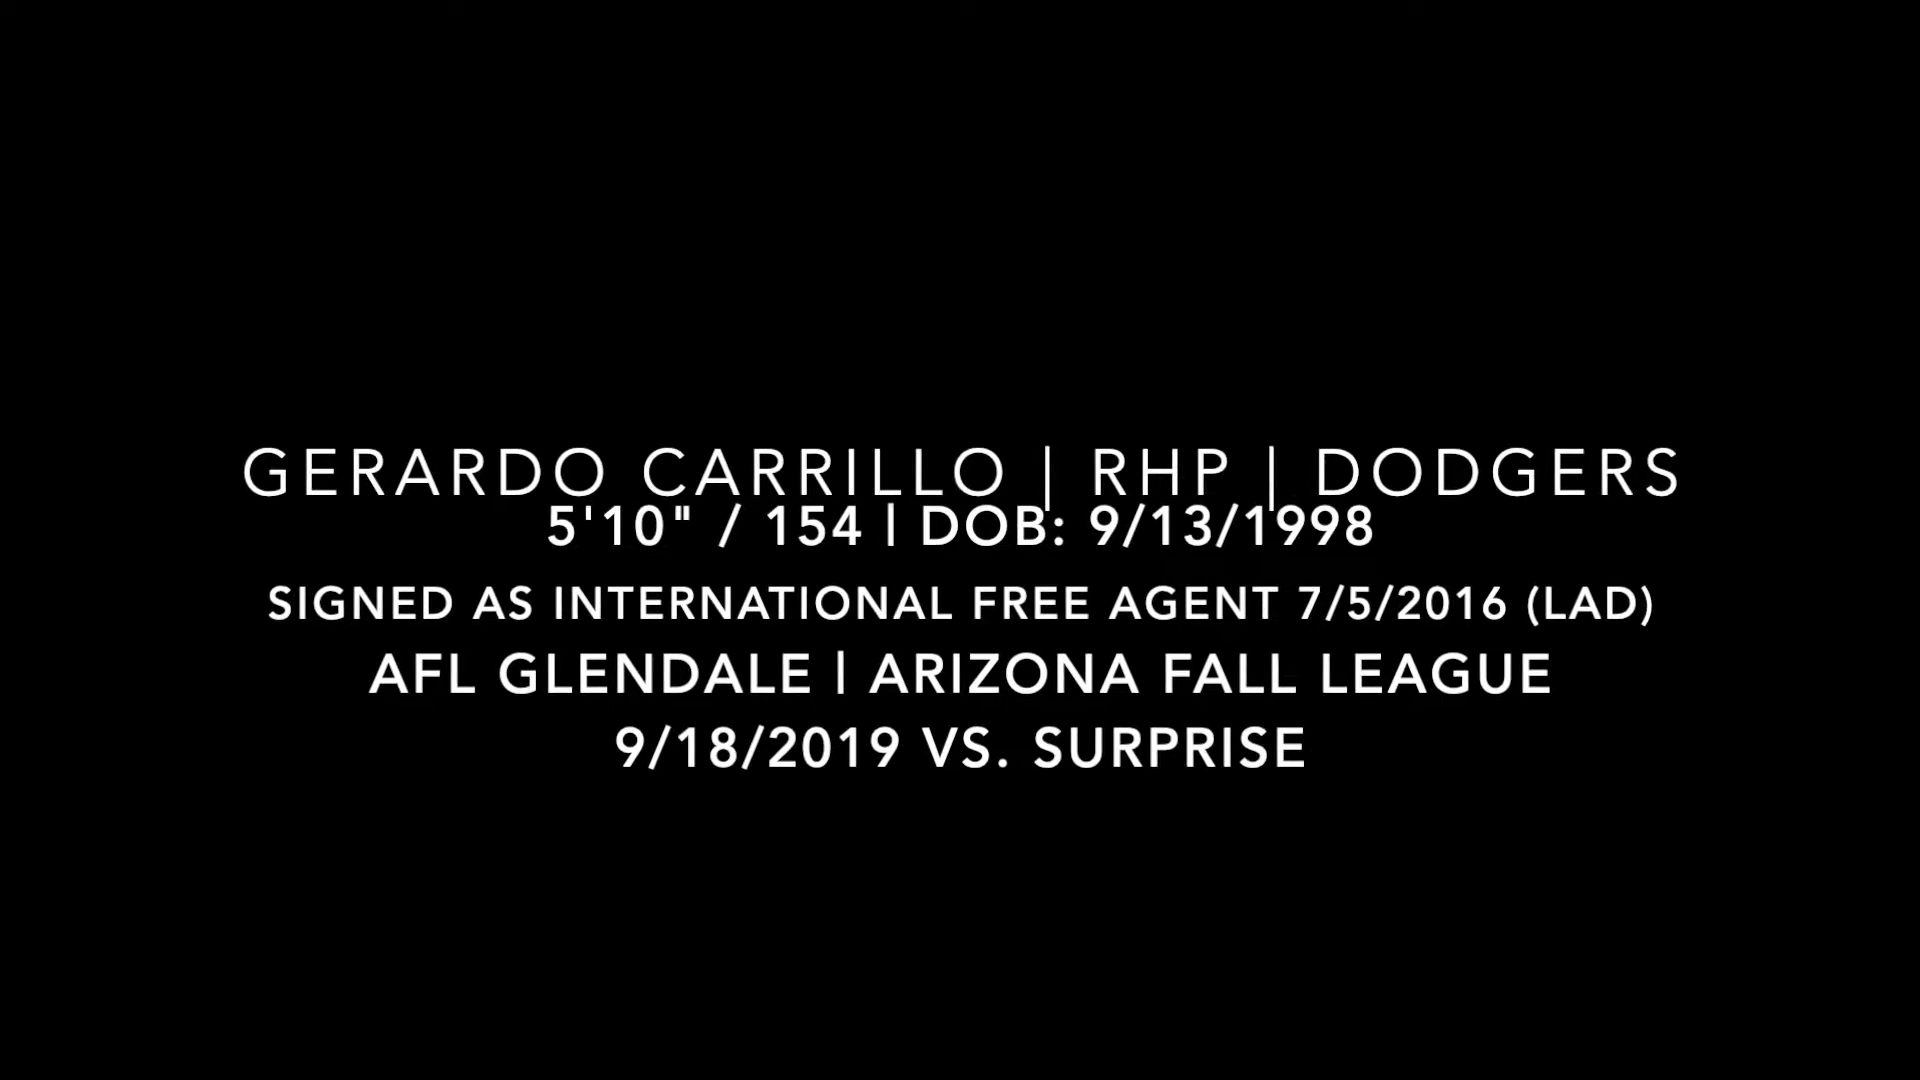 GERARDO CARRILLO | RHP | DODGERS
5'10" / 154 | DOB: 9/13/1998
SIGNED AS INTERNATIONAL FREE AGENT 7/5/2016 (LAD)
AFL GLENDALE | ARIZONA FALL LEAGUE
9/18/2019 VS. SURPRISE